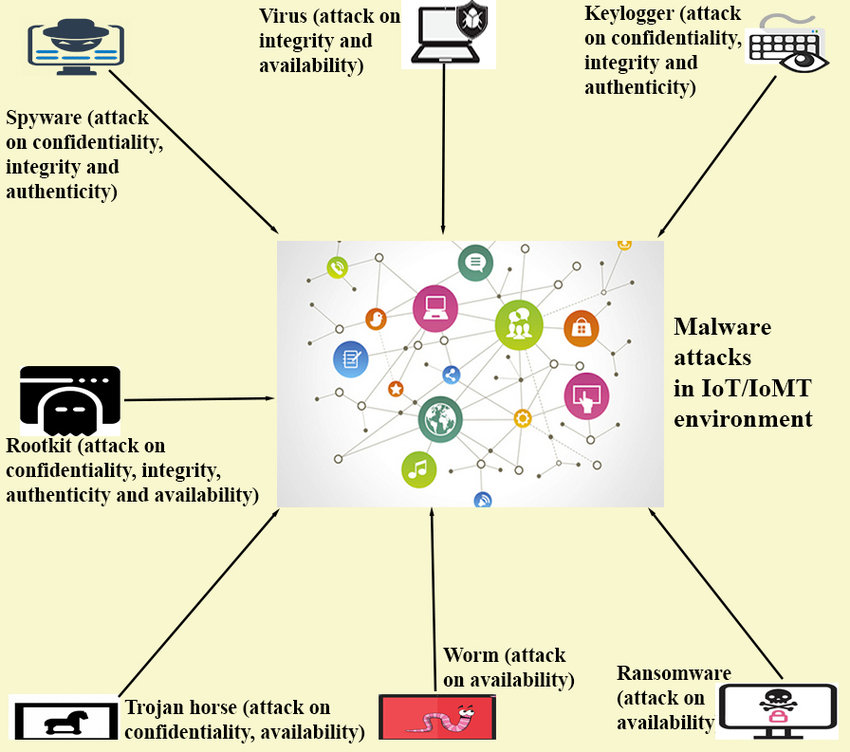 Virus (attack on
integrity and
availability)
Keylogger (attack
on confidentiality,
integrity and
authenticity)
Spyware (attack
on confidentiality,
integrity and
authenticity)
Malware
attacks
in IoT/IoMT
environment
Rootkit (attack on
confidentiality, integrity,
authenticity and availability)
Worm (attack
on availability)
Ransomware
(attack on
availability
Trojan horse (attack on
confidentiality, availability)